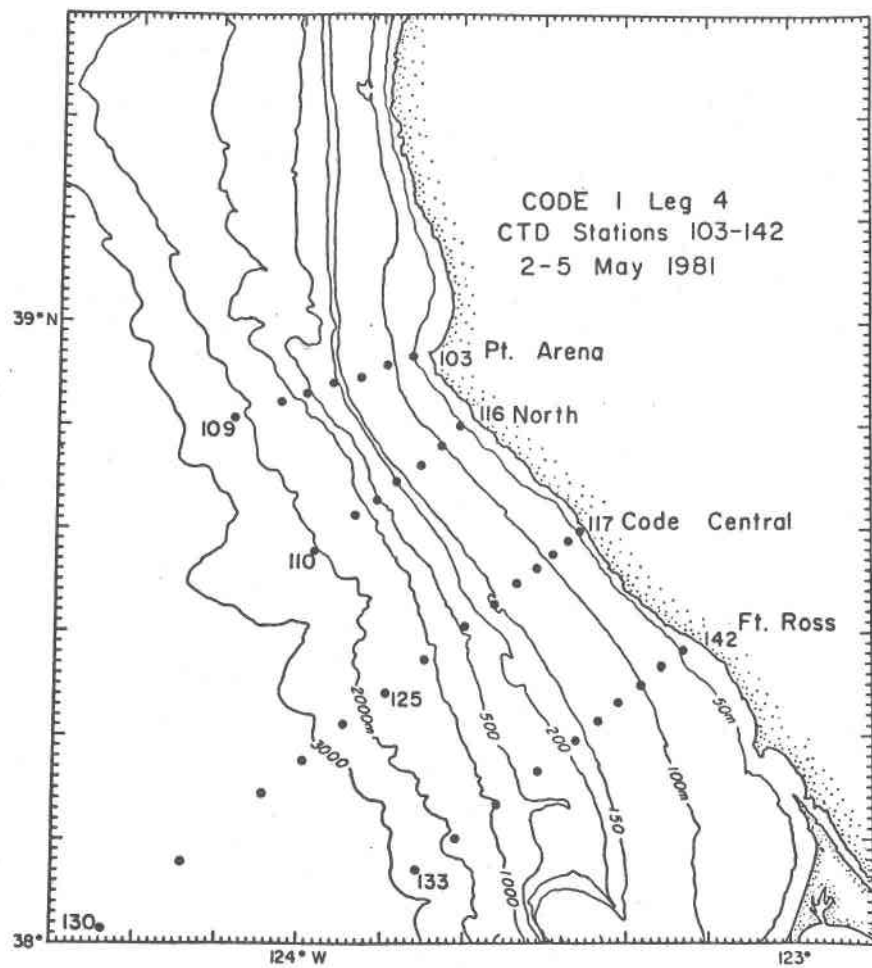 CODE I Leg 4
CTD Stations 103-142
2-5 May 1981
39°N
103 Pt. Arena
116 North
109
117 Code Central
110
142 Ft. Ross
125
2000m
500
200
50m
3000
100m
150
133
1000
130
38°
124°W
123°